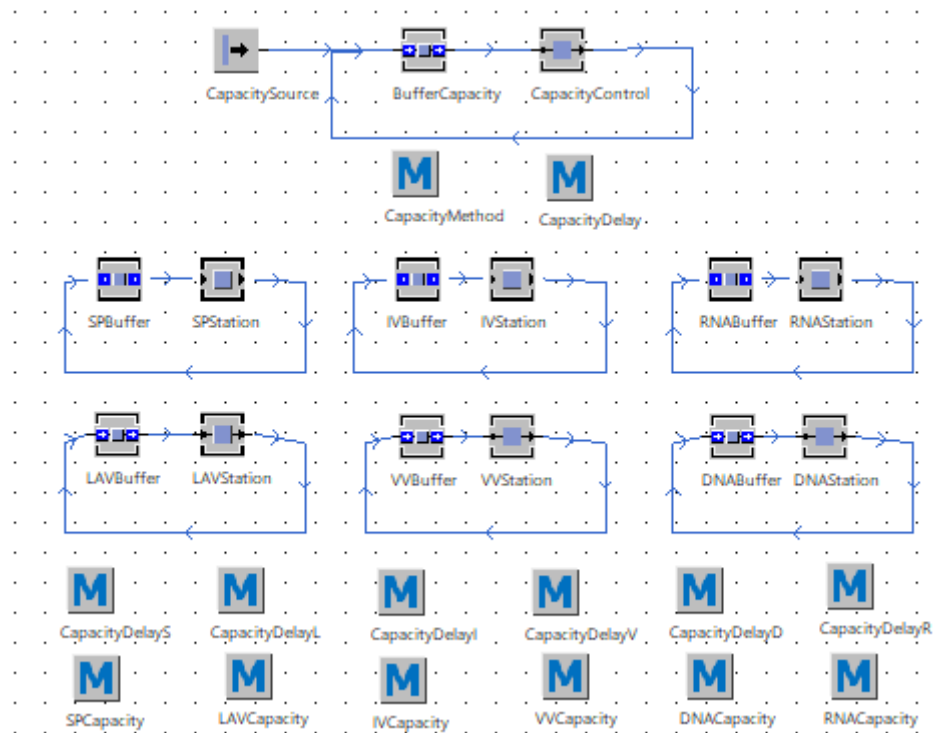 CapacitySource BufferCapacity CapacityControl
M M
CapacityMethod CapacityDelay
SPBuffer SPStation IVBuffer IVStation RNABuffer RNAStation
LAVBuffer LAVStation VVBuffer VVStation DNABuffer DNAStation
M M M M M M
CapacityDelayS CapacityDelayL CapacityDelayI CapacityDelayV CapacityDelayD CapacityDelayR
M M M M M M
SPCapacity LAVCapacity IVCapacity VVCapacity DNACapacity RNACapacity